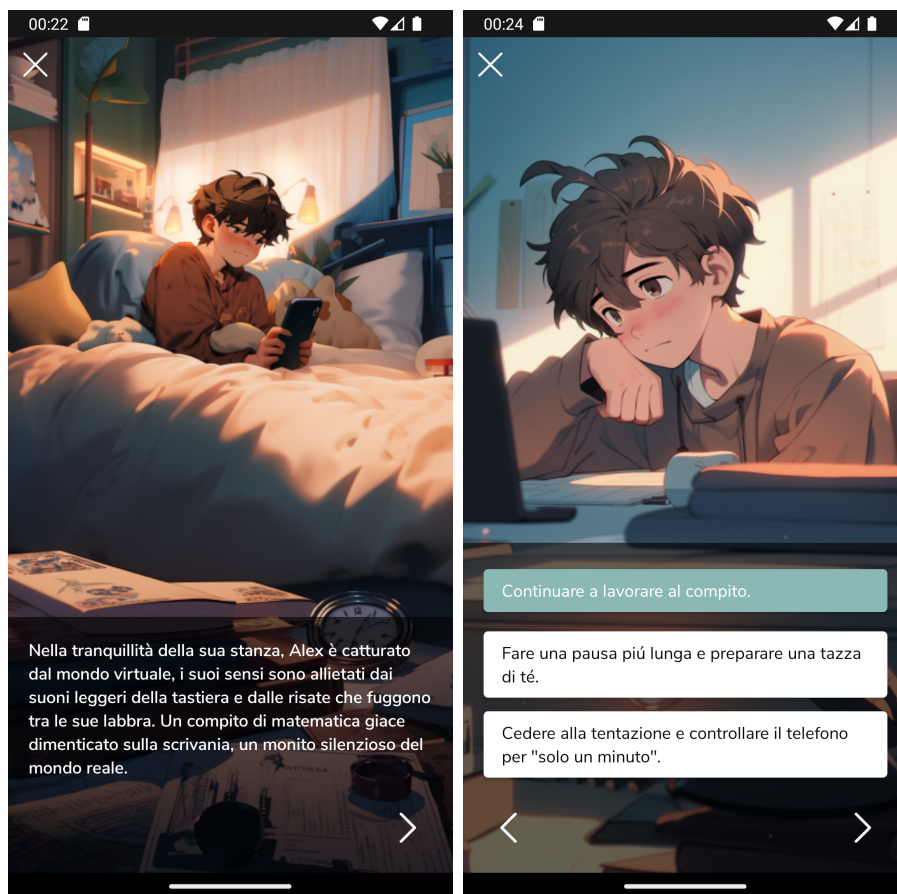 00:22
Nella tranquillità della sua stanza, Alex è catturato
dal mondo virtuale, i suoi sensi sono allietati dai
suoni leggeri della tastiera e dalle risate che fuggono
tra le sue labbra. Un compito di matematica giace
dimenticato sulla scrivania, un monito silenzioso del
mondo reale.
00:24
Continuare a lavorare al compito.
Fare una pausa piú lunga e preparare una tazza
di té.
Cedere alla tentazione e controllare il telefono
per "solo un minuto".